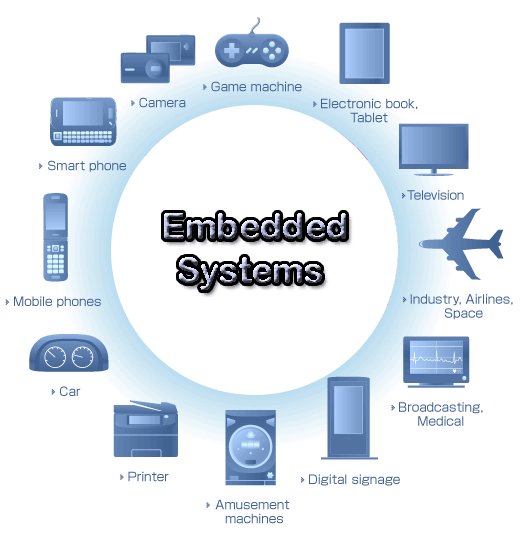 Game machine
Camera
Electronic book,
Tablet
Smart phone
Television
Embedded
Systems
Mobile phones
Industry, Airlines,
Space
Car
Broadcasting,
Medical
Printer
Digital signage
Amusement
machines